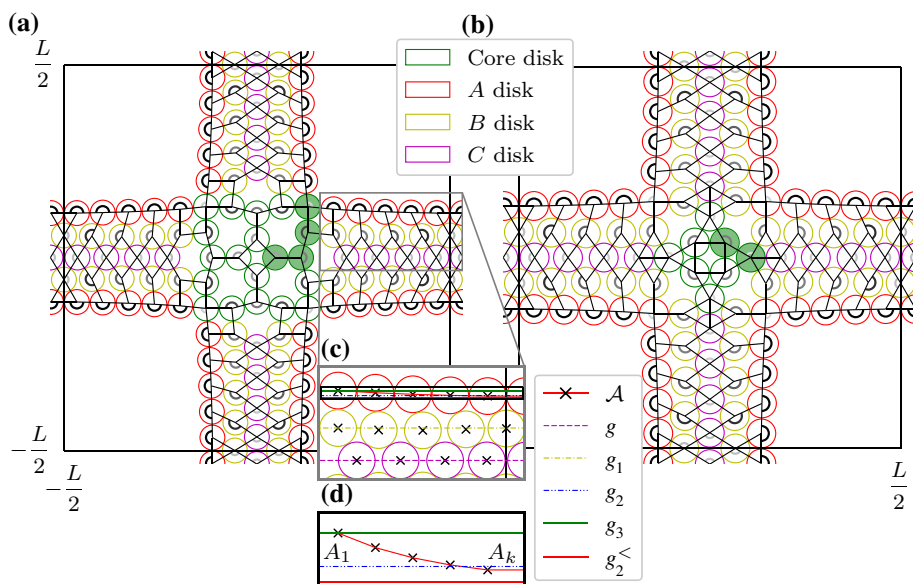 (a)
(b)
L/2
Core disk
A disk
B disk
C disk
(c)
−L/2
−L/2
L/2
(d)
A₁
Aₖ
𝒜
g
g₁
g₂
g₃
g₂^<